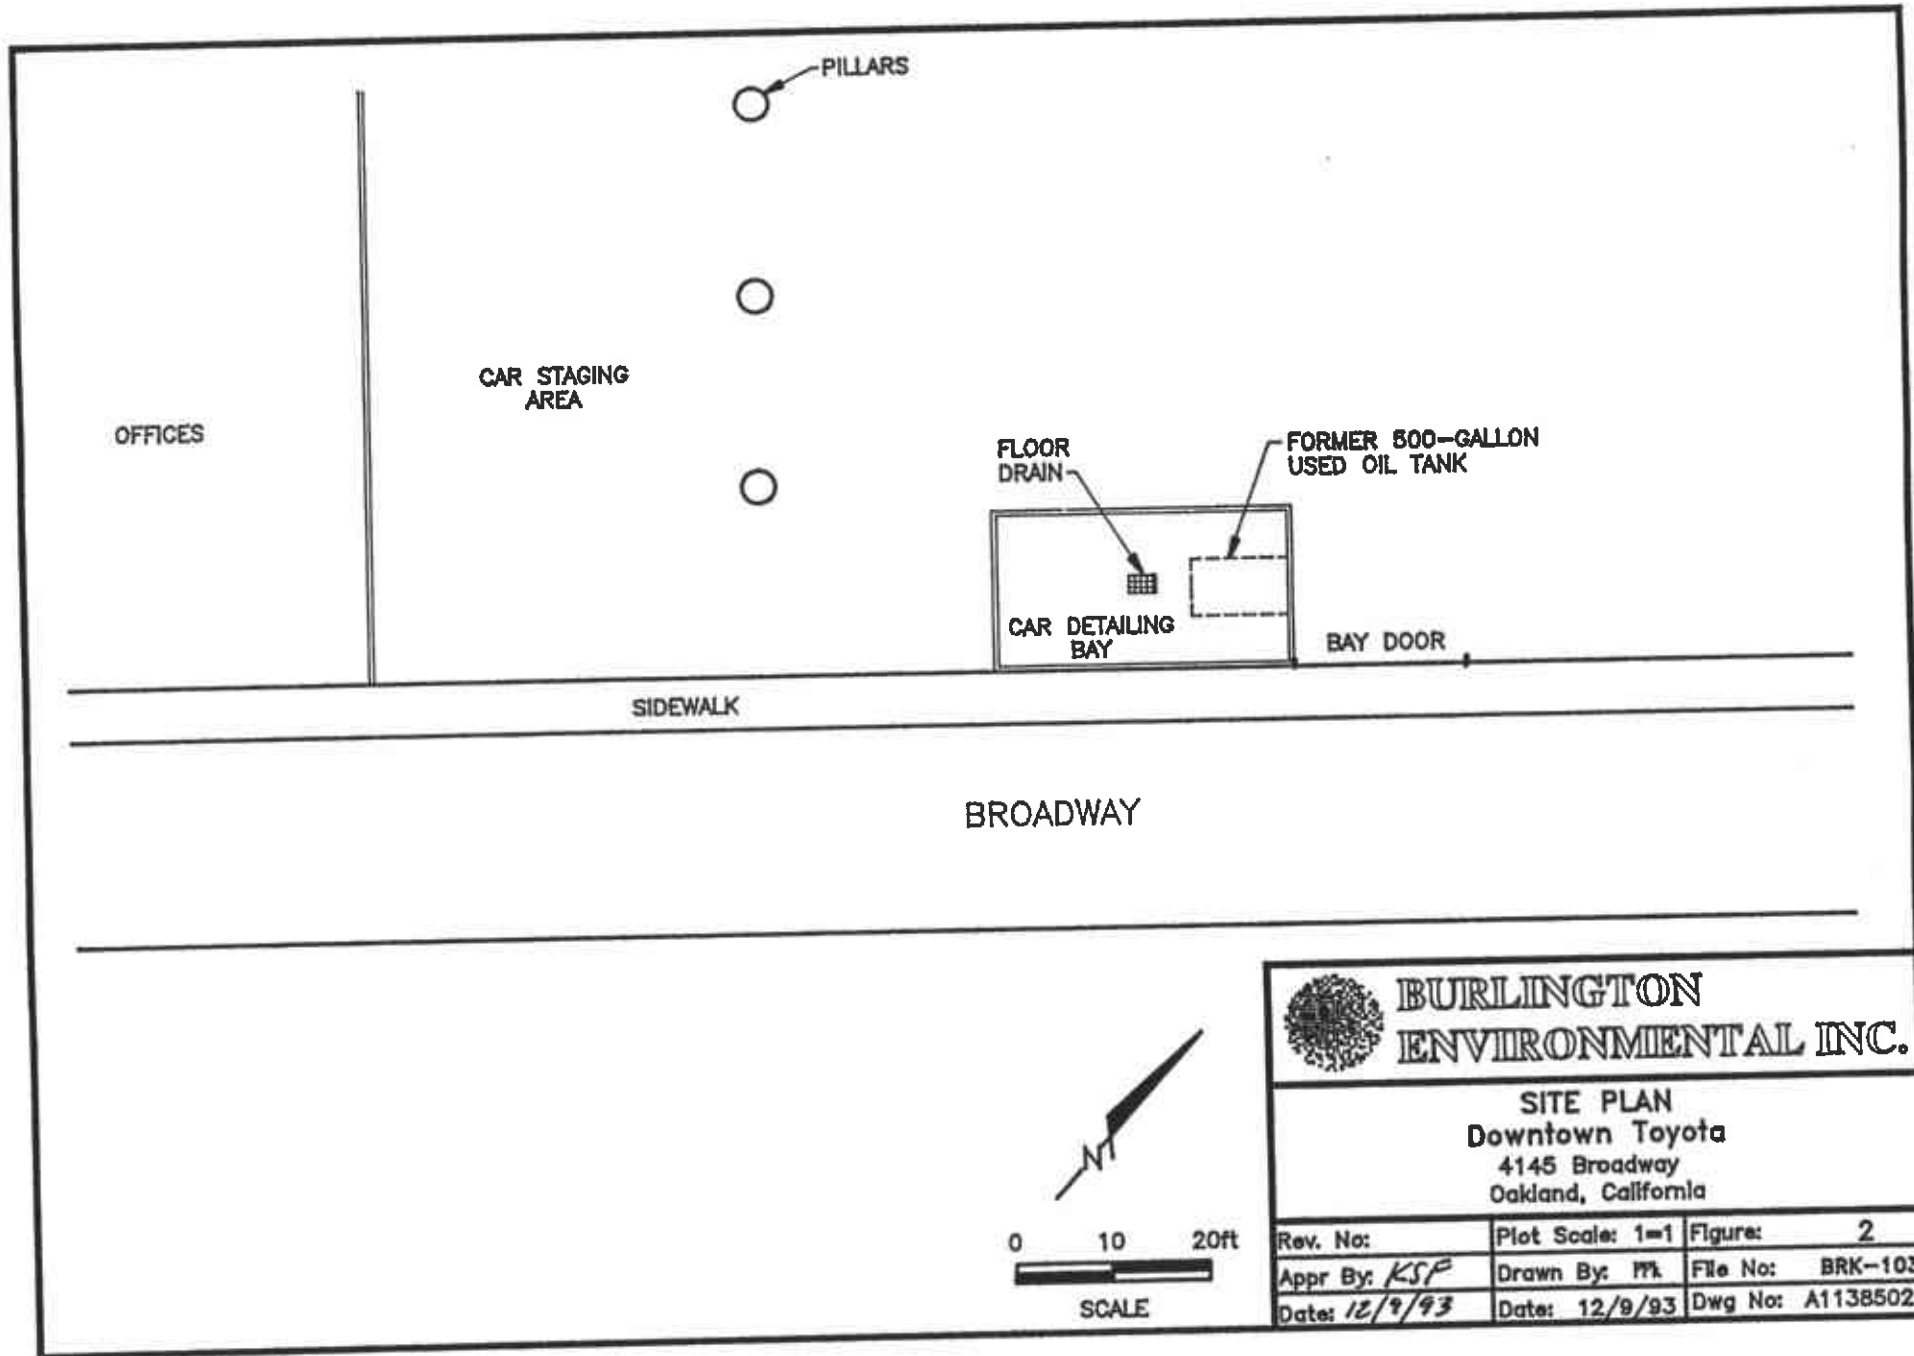 PILLARS
CAR STAGING
AREA
OFFICES
FLOOR
DRAIN
FORMER 500-GALLON
USED OIL TANK
CAR DETAILING
BAY
BAY DOOR
SIDEWALK
BROADWAY
N
0 10 20ft
SCALE
BURLINGTON
ENVIRONMENTAL INC.
SITE PLAN
Downtown Toyota
4145 Broadway
Oakland, California
Rev. No: Plot Scale: 1=1 Figure: 2
Appr By: KSF Drawn By: File No: BRK-103
Date: 12/9/93 Date: 12/9/93 Dwg No: A1138502